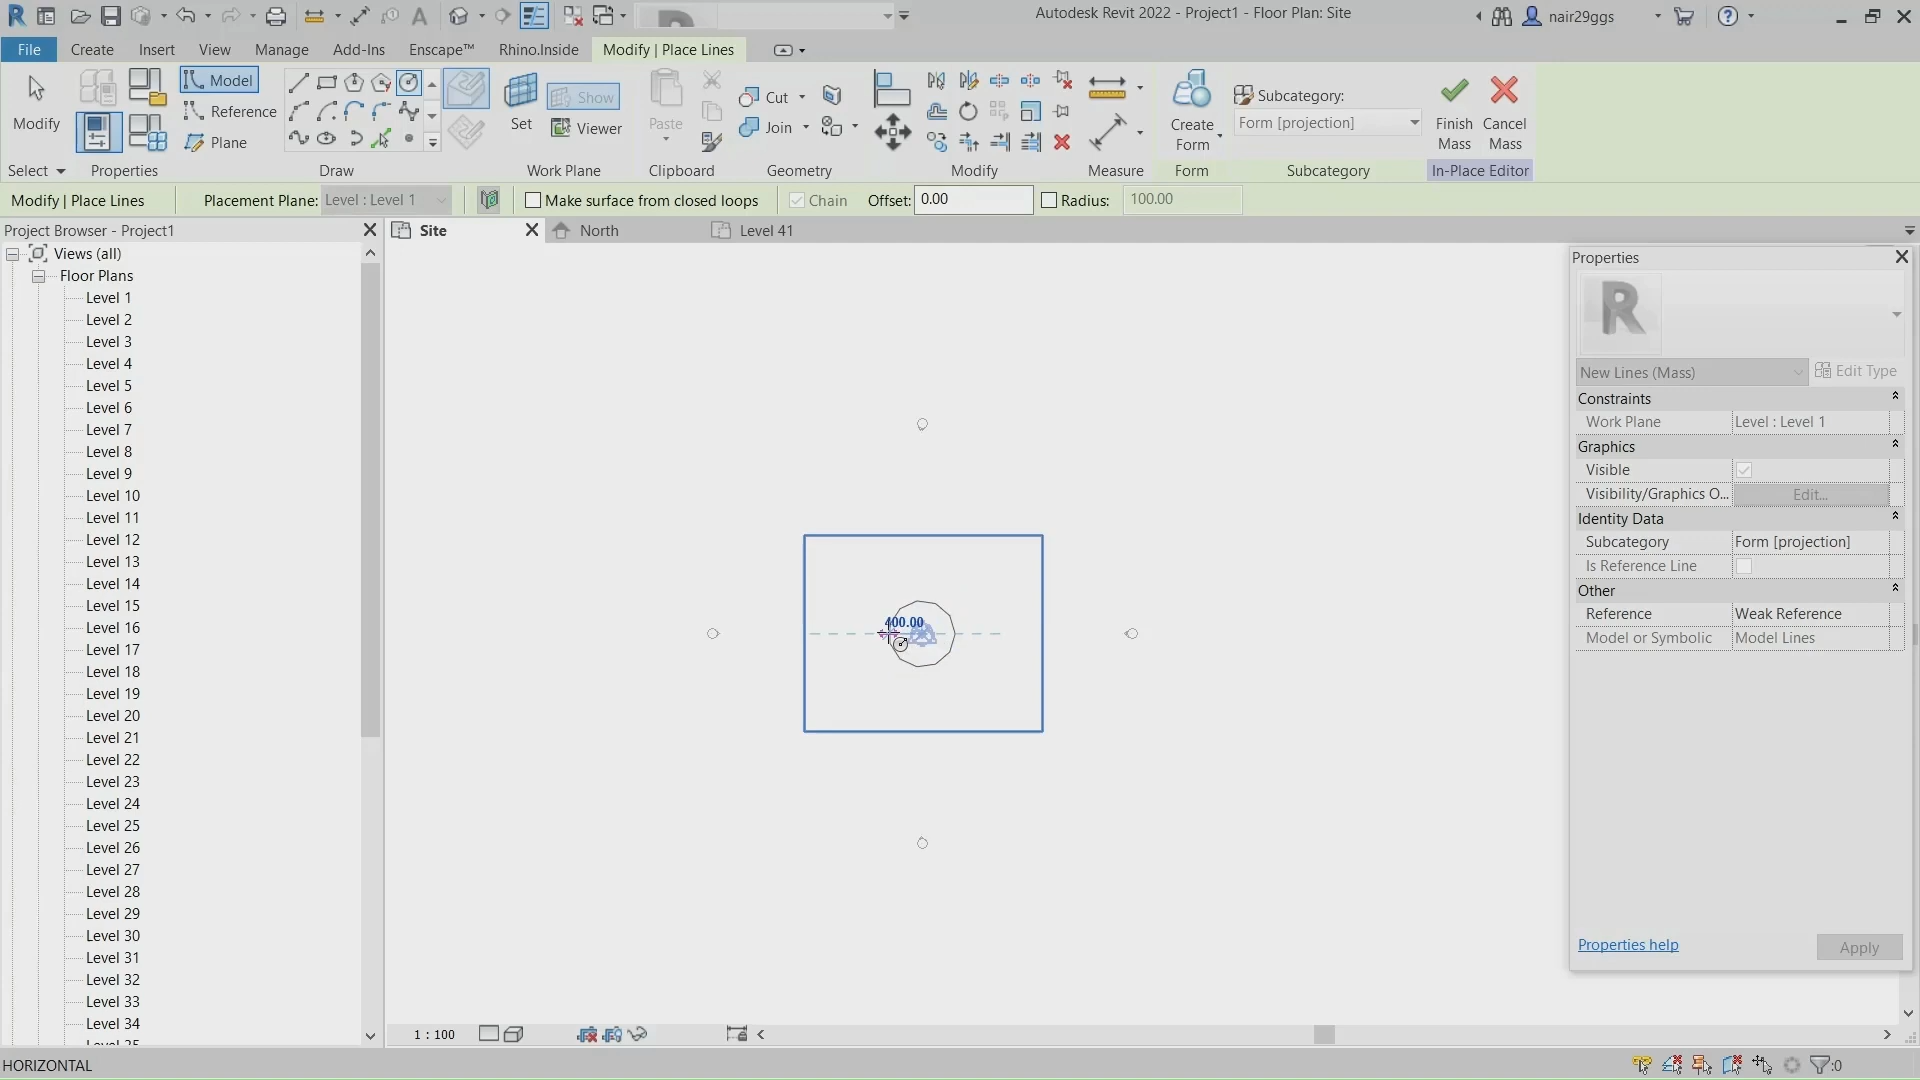 Autodesk Revit 2022 - Project1 - Floor Plan: Site
nair29ggs
File
Create
Insert
View
Manage
Add-Ins
Enscape™
Rhino.Inside
Modify | Place Lines
Modify
Model
Reference
Plane
Set
Show
Viewer
Paste
Cut
Join
Create
Form
Subcategory:
Form [projection]
Finish
Mass
Cancel
Mass
Select
Properties
Draw
Work Plane
Clipboard
Geometry
Modify
Measure
Form
Subcategory
In-Place Editor
Modify | Place Lines
Placement Plane:
Level : Level 1
Make surface from closed loops
Chain
Offset:
0.00
Radius:
100.00
Project Browser - Project1
Site
North
Level 41
Views (all)
Floor Plans
Level 1
Level 2
Level 3
Level 4
Level 5
Level 6
Level 7
Level 8
Level 9
Level 10
Level 11
Level 12
Level 13
Level 14
Level 15
Level 16
Level 17
Level 18
Level 19
Level 20
Level 21
Level 22
Level 23
Level 24
Level 25
Level 26
Level 27
Level 28
Level 29
Level 30
Level 31
Level 32
Level 33
Level 34
400.00
Properties
New Lines (Mass)
Edit Type
Constraints
Work Plane
Level : Level 1
Graphics
Visible
Visibility/Graphics O...
Edit...
Identity Data
Subcategory
Form [projection]
Is Reference Line
Other
Reference
Weak Reference
Model or Symbolic
Model Lines
Properties help
Apply
1 : 100
HORIZONTAL
:0